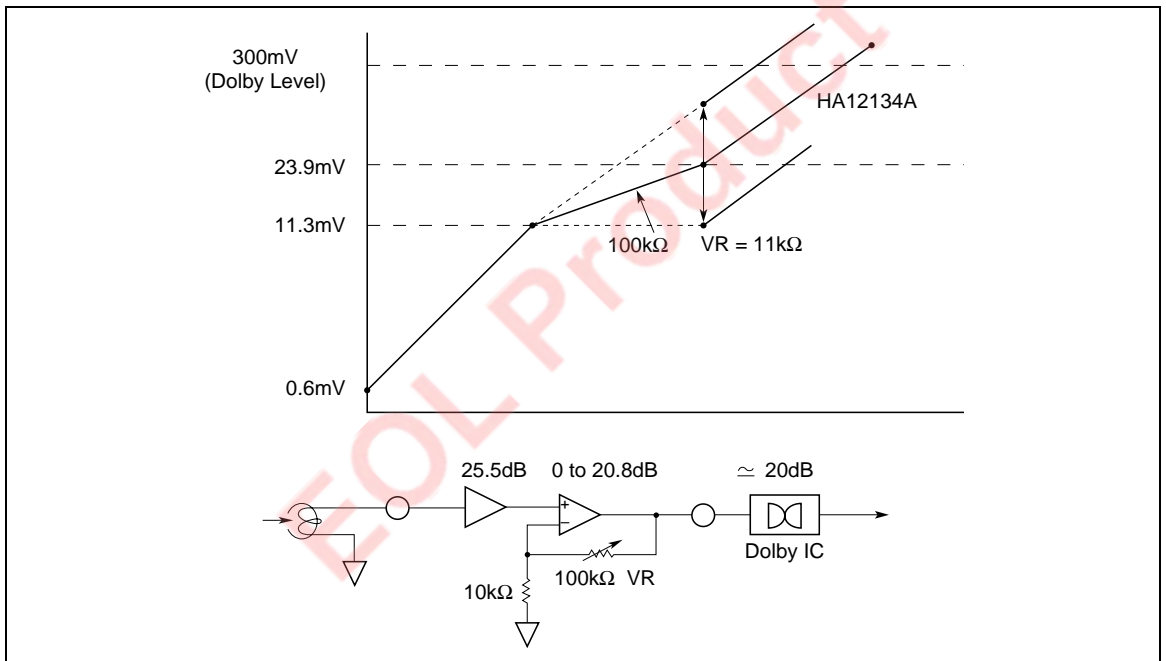 300mV
(Dolby Level)
HA12134A
23.9mV
11.3mV
100kΩ
VR = 11kΩ
0.6mV
25.5dB
0 to 20.8dB
≃ 20dB
+
−
Dolby IC
100kΩ VR
10kΩ
EOL Product